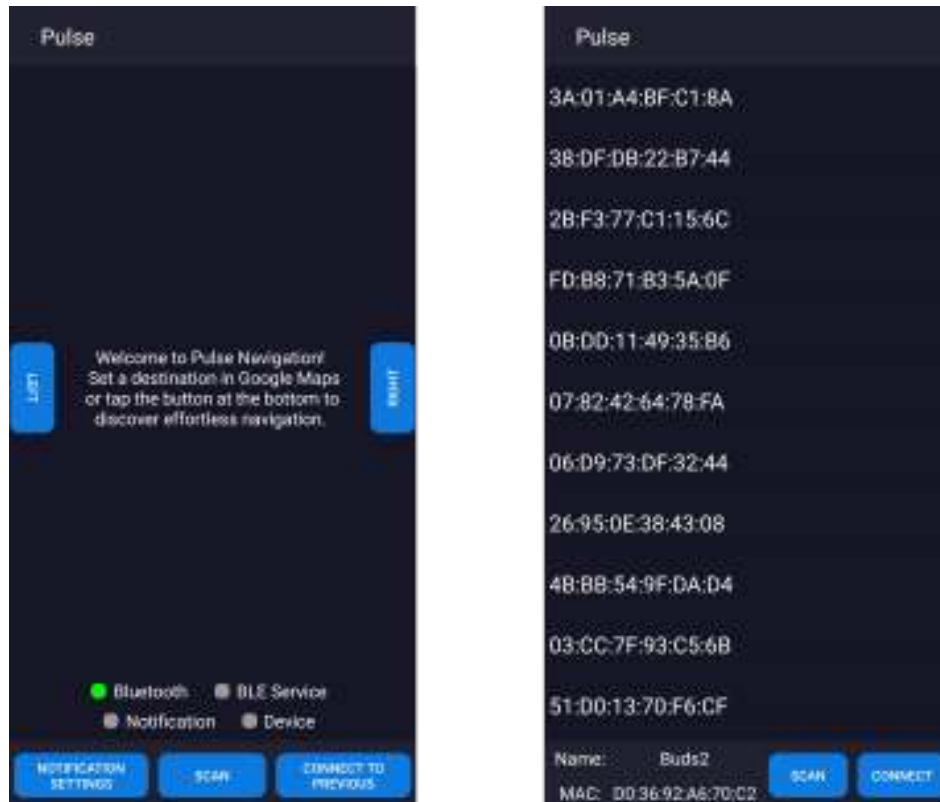 Pulse
Welcome to Pulse Navigation!
Set a destination in Google Maps
or tap the button at the bottom to
discover effortless navigation.
LEFT
RIGHT
Bluetooth
BLE Service
Notification
Device
NOTIFICATION
SETTINGS
SCAN
CONNECT TO
PREVIOUS
Pulse
3A:01:A4:BF:C1:8A
38:DF:DB:22:B7:44
2B:F3:77:C1:15:6C
FD:B8:71:B3:5A:0F
0B:DD:11:49:35:B6
07:82:42:64:78:FA
06:D9:73:DF:32:44
26:95:0E:38:43:08
4B:BB:54:9F:DA:D4
03:CC:7F:93:C5:6B
51:D0:13:70:F6:CF
Name: Buds2
MAC: D0:36:92:A6:70:C2
SCAN
CONNECT